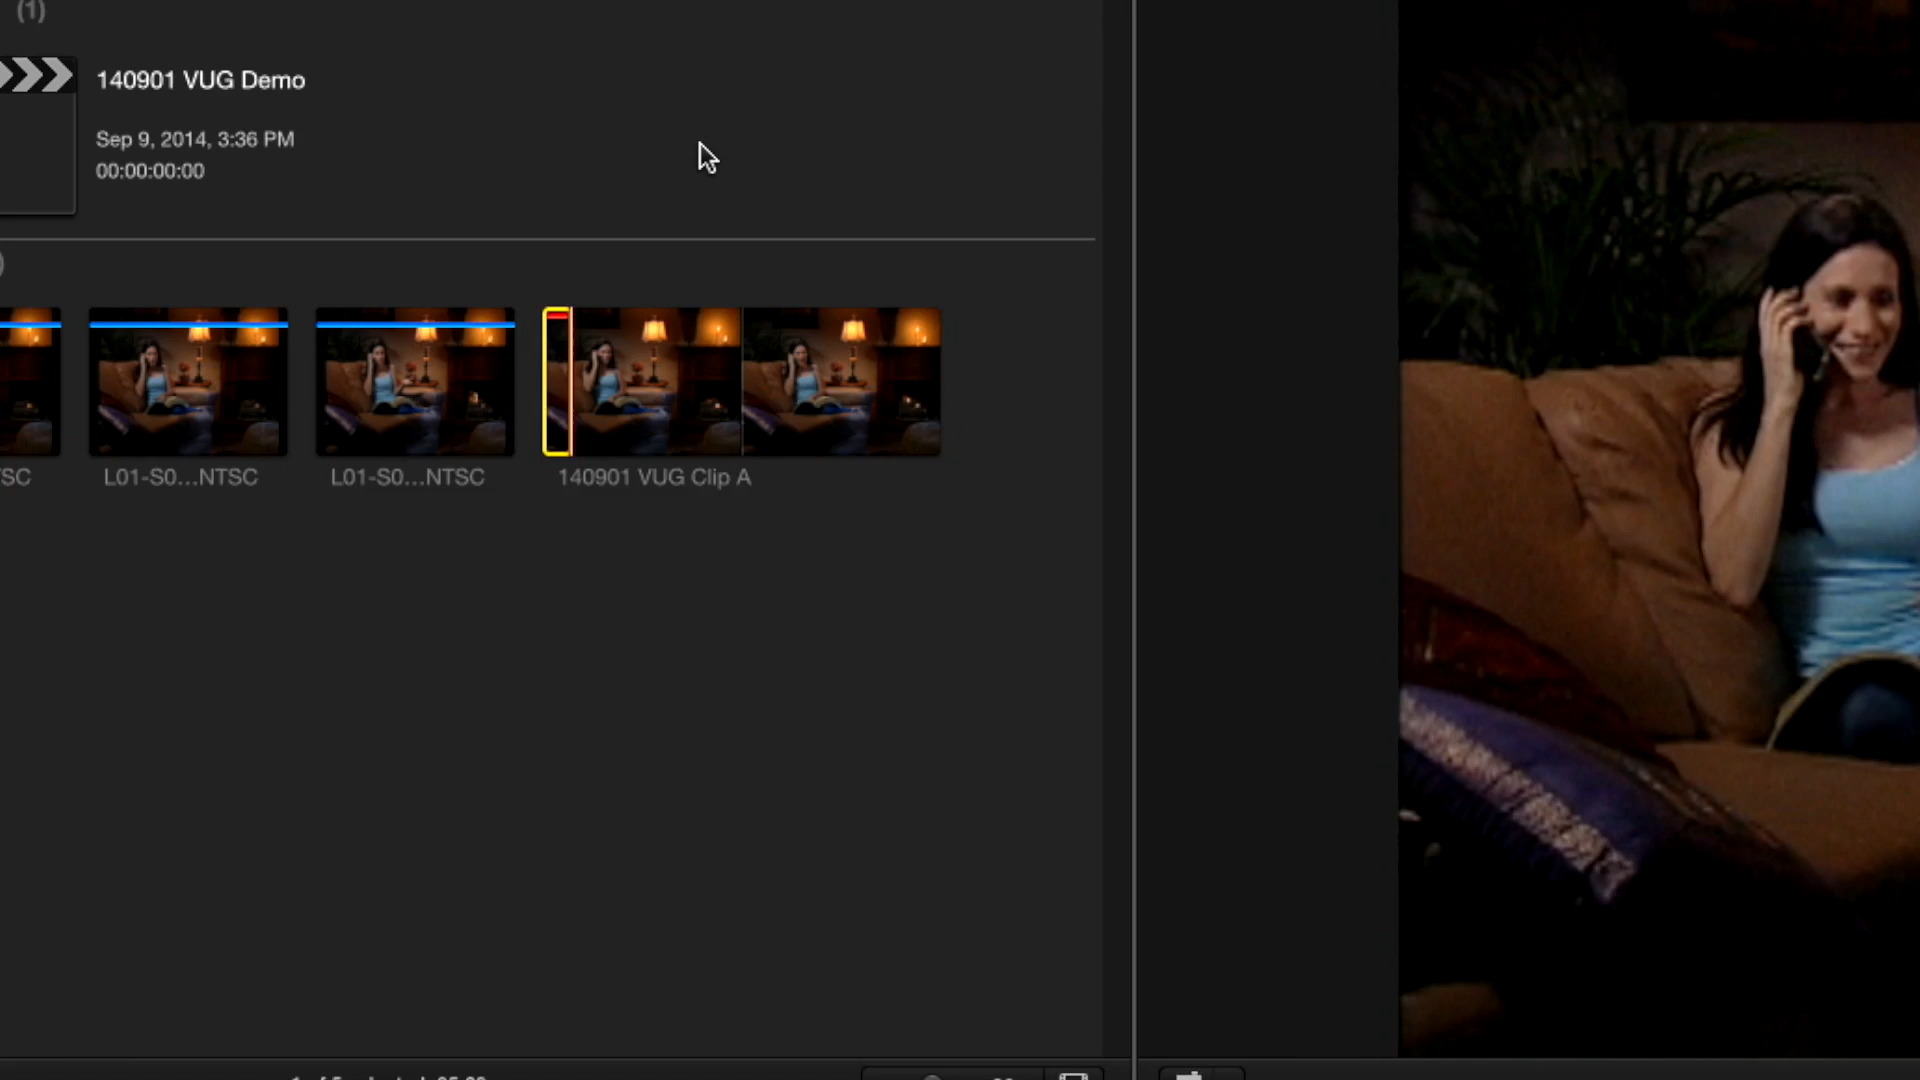 (1)
140901 VUG Demo
Sep 9, 2014, 3:36 PM
00:00:00:00
)
SC
L01-S0...NTSC
L01-S0...NTSC
140901 VUG Clip A